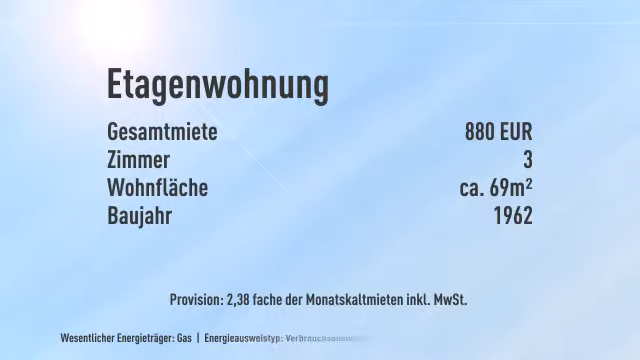 Etagenwohnung
Gesamtmiete 880 EUR
Zimmer 3
Wohnfläche ca. 69m²
Baujahr 1962
Provision: 2,38 fache der Monatskaltmieten inkl. MwSt.
Wesentlicher Energieträger: Gas | Energieausweistyp: